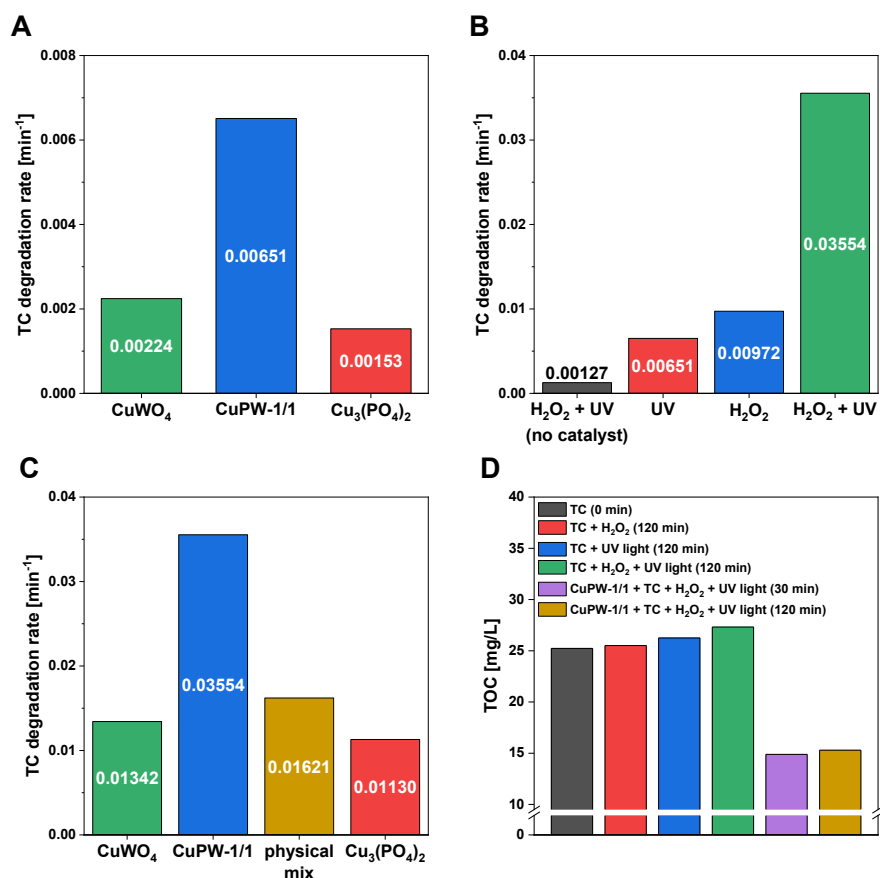 A
TC degradation rate [min⁻¹]
0.008
0.006
0.004
0.002
0.000
0.00224
0.00651
0.00153
CuWO₄
CuPW-1/1
Cu₃(PO₄)₂
B
TC degradation rate [min⁻¹]
0.04
0.03
0.02
0.01
0.00
0.00127
0.00651
0.00972
0.03554
H₂O₂ + UV
(no catalyst)
UV
H₂O₂
H₂O₂ + UV
C
TC degradation rate [min⁻¹]
0.04
0.03
0.02
0.01
0.00
0.01342
0.03554
0.01621
0.01130
CuWO₄
CuPW-1/1
physical
mix
Cu₃(PO₄)₂
D
TOC [mg/L]
40
35
30
25
20
15
10
0
TC (0 min)
TC + H₂O₂ (120 min)
TC + UV light (120 min)
TC + H₂O₂ + UV light (120 min)
CuPW-1/1 + TC + H₂O₂ + UV light (30 min)
CuPW-1/1 + TC + H₂O₂ + UV light (120 min)